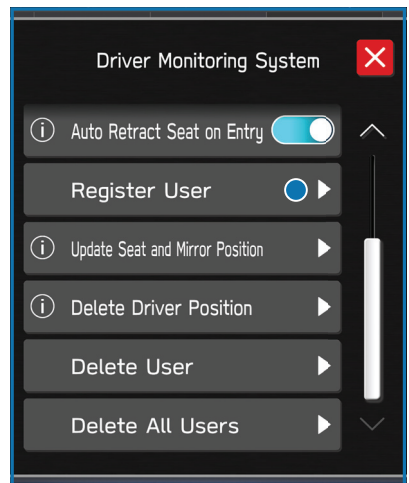 Driver Monitoring System
Auto Retract Seat on Entry
Register User
Update Seat and Mirror Position
Delete Driver Position
Delete User
Delete All Users